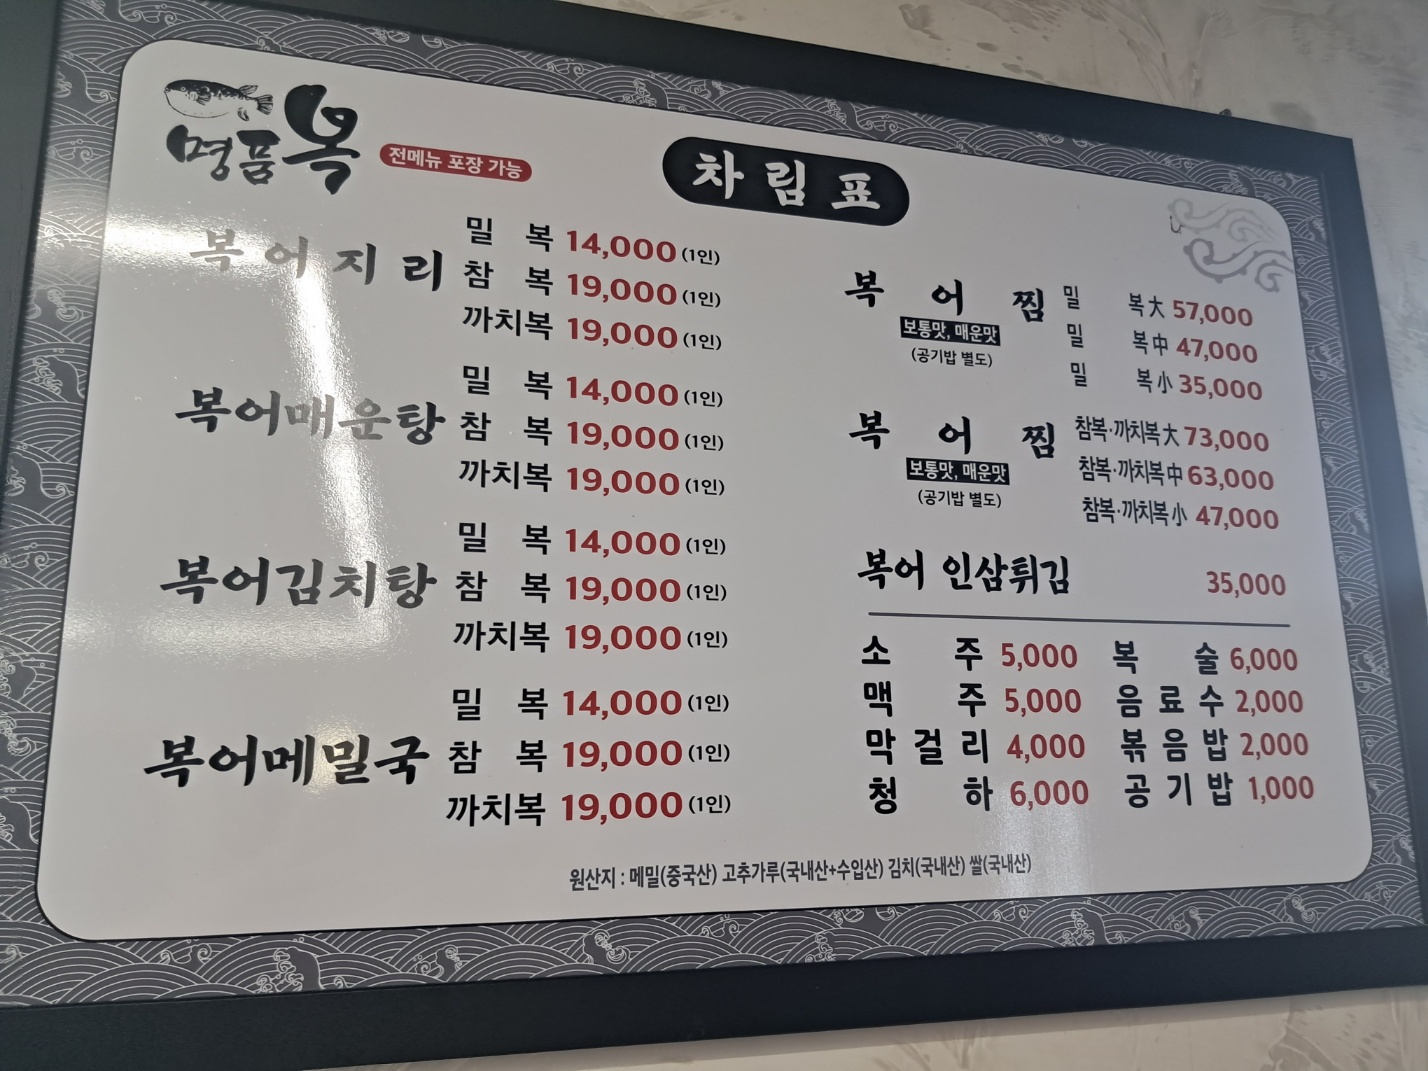 명품복
전메뉴 포장 가능
차림표
복어지리
밀 복 14,000 (1인)
참 복 19,000 (1인)
까치복 19,000 (1인)
복어매운탕
밀 복 14,000 (1인)
참 복 19,000 (1인)
까치복 19,000 (1인)
복어김치탕
밀 복 14,000 (1인)
참 복 19,000 (1인)
까치복 19,000 (1인)
복어메밀국
밀 복 14,000 (1인)
참 복 19,000 (1인)
까치복 19,000 (1인)
복어찜
보통맛, 매운맛
(공기밥 별도)
밀 복 大 57,000
밀 복 中 47,000
밀 복 小 35,000
복어찜
보통맛, 매운맛
(공기밥 별도)
참복·까치복 大 73,000
참복·까치복 中 63,000
참복·까치복 小 47,000
복어 인삼튀김 35,000
소 주 5,000 복 술 6,000
맥 주 5,000 음료수 2,000
막걸리 4,000 볶음밥 2,000
청 하 6,000 공기밥 1,000
원산지 : 메밀(중국산) 고추가루(국내산+수입산) 김치(국내산) 쌀(국내산)